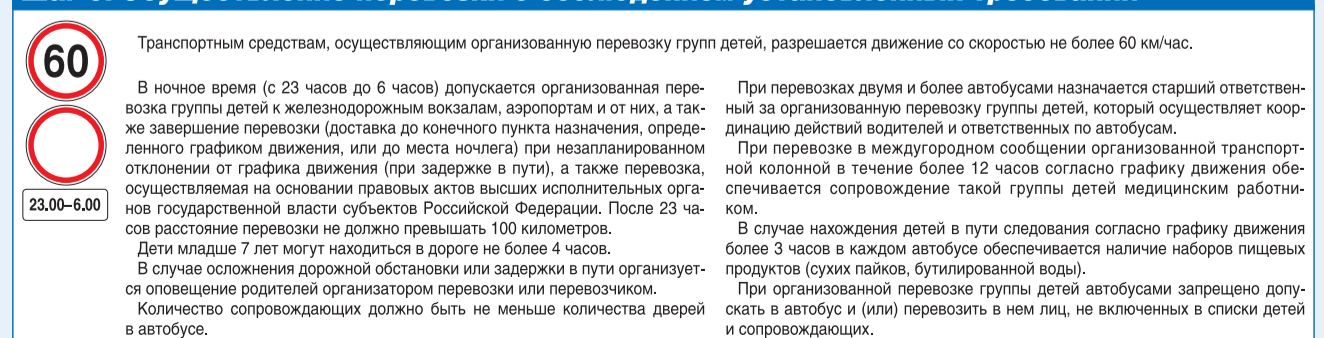 60
23.00–6.00
Транспортным средствам, осуществляющим организованную перевозку групп детей, разрешается движение со скоростью не более 60 км/час.
В ночное время (с 23 часов до 6 часов) допускается организованная пере-
возка группы детей к железнодорожным вокзалам, аэропортам и от них, а так-
же завершение перевозки (доставка до конечного пункта назначения, опреде-
ленного графиком движения, или до места ночлега) при незапланированном
отклонении от графика движения (при задержке в пути), а также перевозка,
осуществляемая на основании правовых актов высших исполнительных орга-
нов государственной власти субъектов Российской Федерации. После 23 ча-
сов расстояние перевозки не должно превышать 100 километров.
Дети младше 7 лет могут находиться в дороге не более 4 часов.
В случае осложнения дорожной обстановки или задержки в пути организует-
ся оповещение родителей организатором перевозки или перевозчиком.
Количество сопровождающих должно быть не меньше количества дверей
в автобусе.
При перевозках двумя и более автобусами назначается старший ответствен-
ный за организованную перевозку группы детей, который осуществляет коор-
динацию действий водителей и ответственных по автобусам.
При перевозке в междугородном сообщении организованной транспорт-
ной колонной в течение более 12 часов согласно графику движения обе-
спечивается сопровождение такой группы детей медицинским работни-
ком.
В случае нахождения детей в пути следования согласно графику движения
более 3 часов в каждом автобусе обеспечивается наличие наборов пищевых
продуктов (сухих пайков, бутилированной воды).
При организованной перевозке группы детей автобусами запрещено допу-
скать в автобус и (или) перевозить в нем лиц, не включенных в списки детей
и сопровождающих.